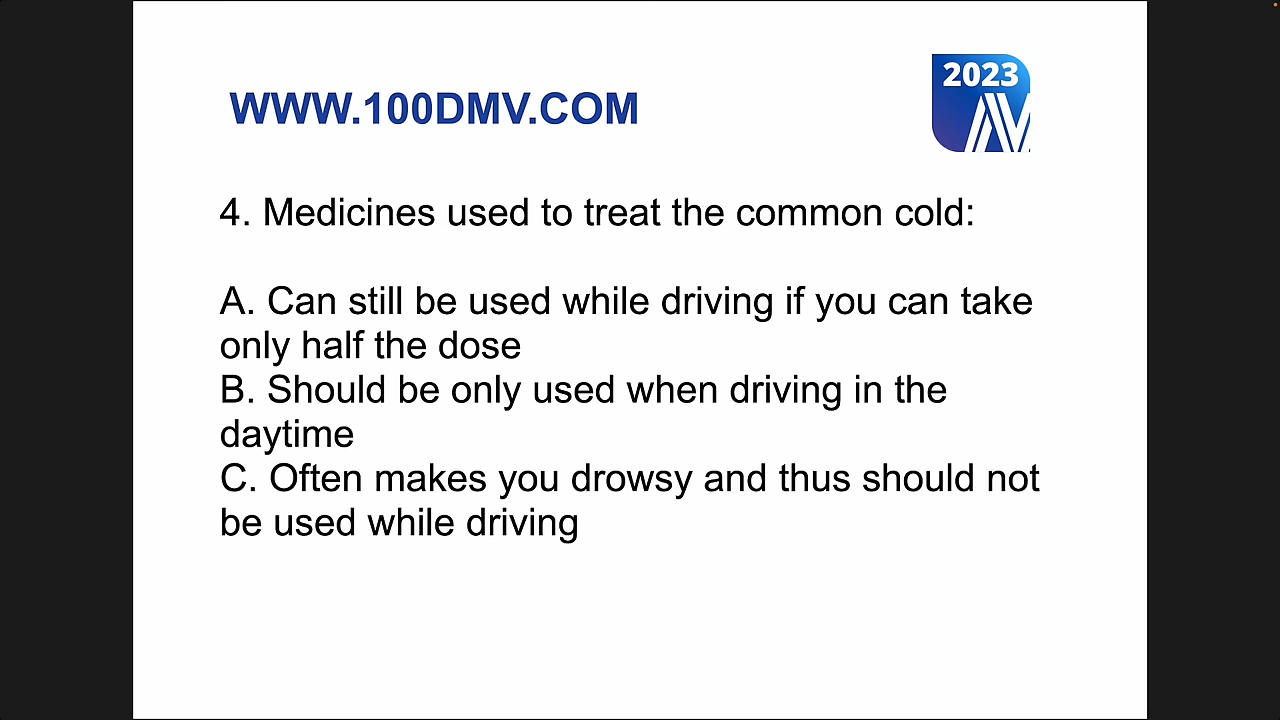 WWW.100DMV.COM
2023
4. Medicines used to treat the common cold:
A. Can still be used while driving if you can take
only half the dose
B. Should be only used when driving in the
daytime
C. Often makes you drowsy and thus should not
be used while driving